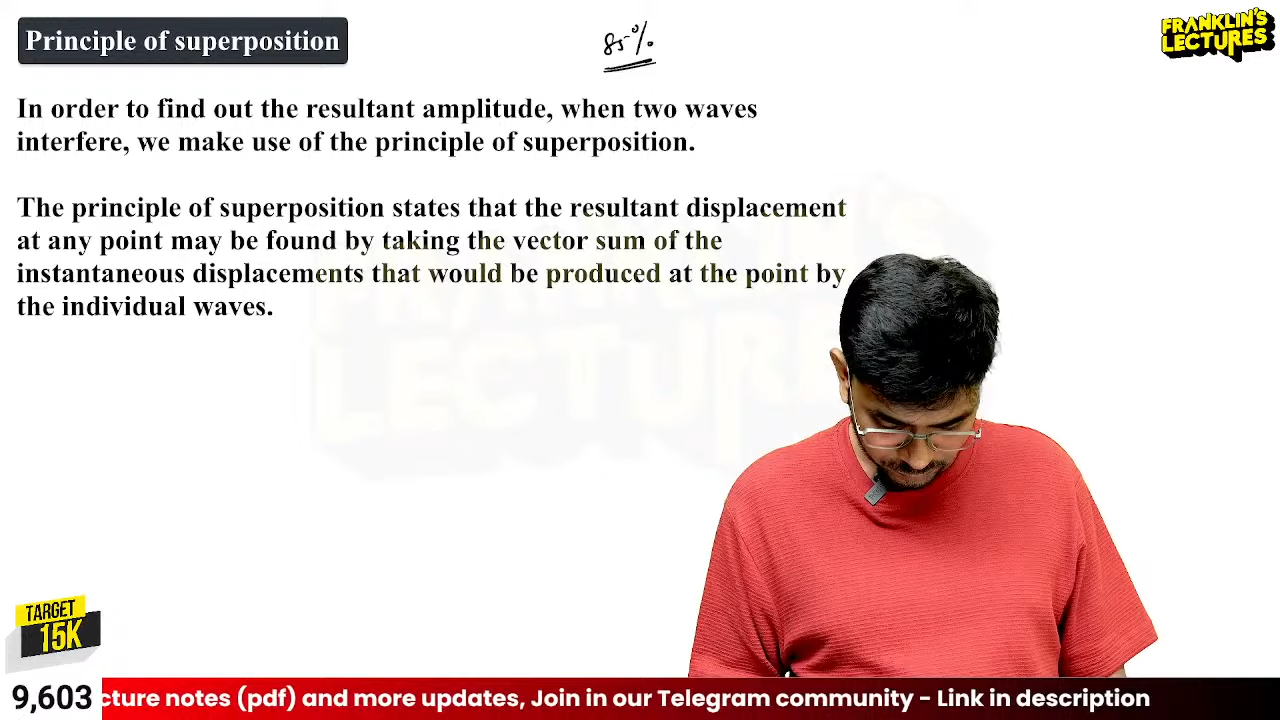 Principle of superposition
85%
FRANKLIN'S
LECTURES
In order to find out the resultant amplitude, when two waves
interfere, we make use of the principle of superposition.
The principle of superposition states that the resultant displacement
at any point may be found by taking the vector sum of the
instantaneous displacements that would be produced at the point by
the individual waves.
FRANKLIN'S
LECTURES
TARGET
15K
9,603
cture notes (pdf) and more updates, Join in our Telegram community - Link in description